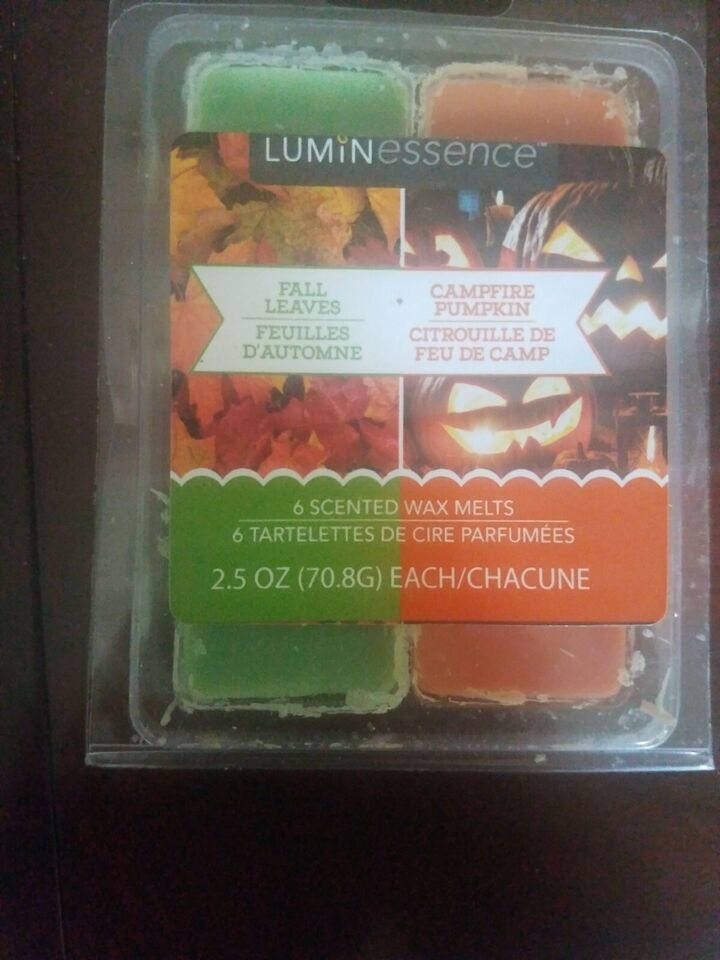 LUMiNessence™
FALL
LEAVES
FEUILLES
D'AUTOMNE
CAMPFIRE
PUMPKIN
CITROUILLE DE
FEU DE CAMP
6 SCENTED WAX MELTS
6 TARTELETTES DE CIRE PARFUMÉES
2.5 OZ (70.8G) EACH/CHACUNE